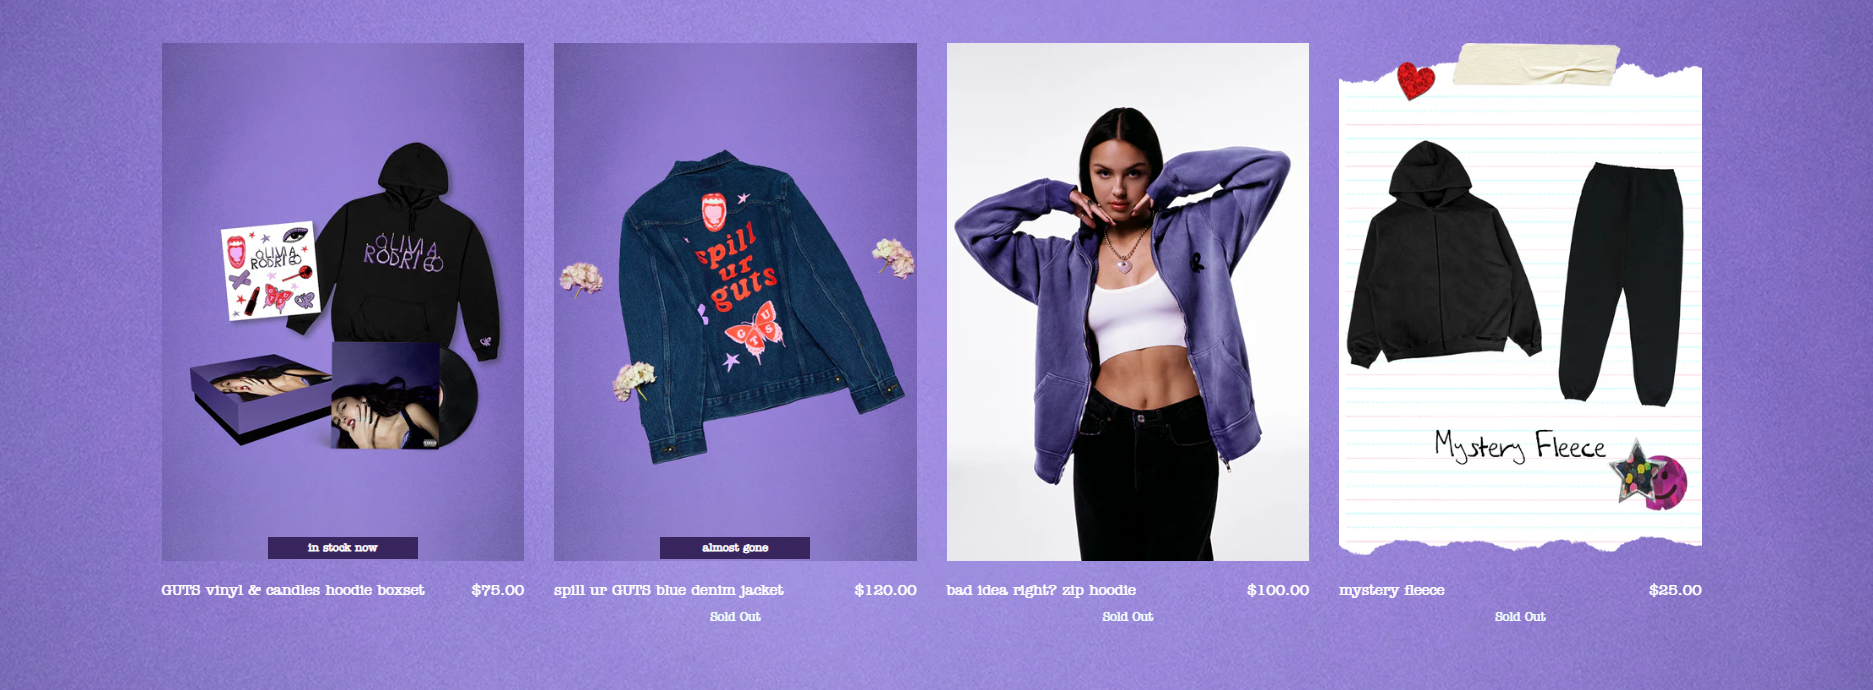 OLIVIA
RODRIGO
OLIVIA
RODRIGO
spill
ur
guts
G U
T S
Mystery Fleece
in stock now
almost gone
GUTS vinyl & candles hoodie boxset $75.00
spill ur GUTS blue denim jacket $120.00
Sold Out
bad idea right? zip hoodie $100.00
Sold Out
mystery fleece $25.00
Sold Out